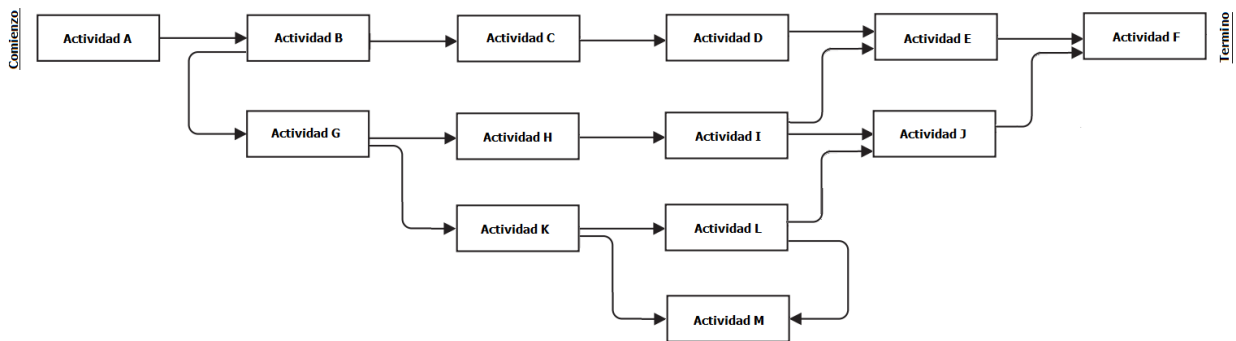 Comienzo
Actividad A
Actividad B
Actividad C
Actividad D
Actividad E
Actividad F
Termino
Actividad G
Actividad H
Actividad I
Actividad J
Actividad K
Actividad L
Actividad M